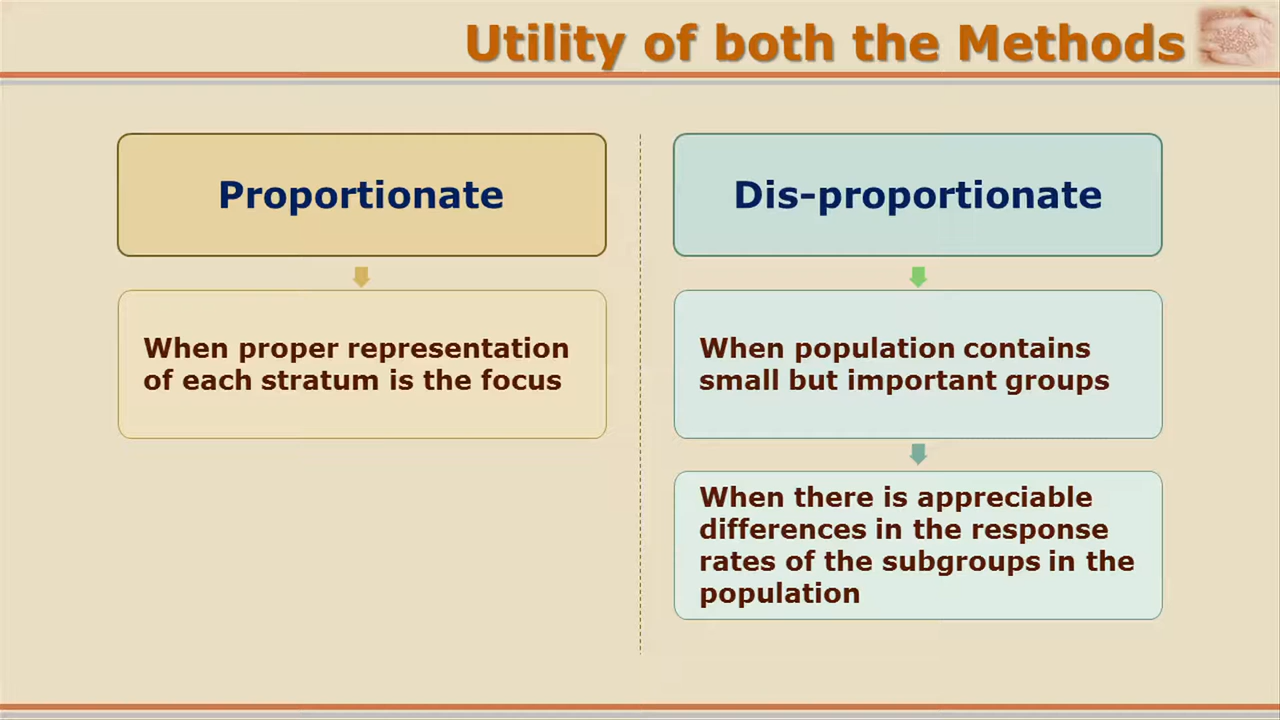 Utility of both the Methods
Proportionate
When proper representation
of each stratum is the focus
Dis-proportionate
When population contains
small but important groups
When there is appreciable
differences in the response
rates of the subgroups in the
population